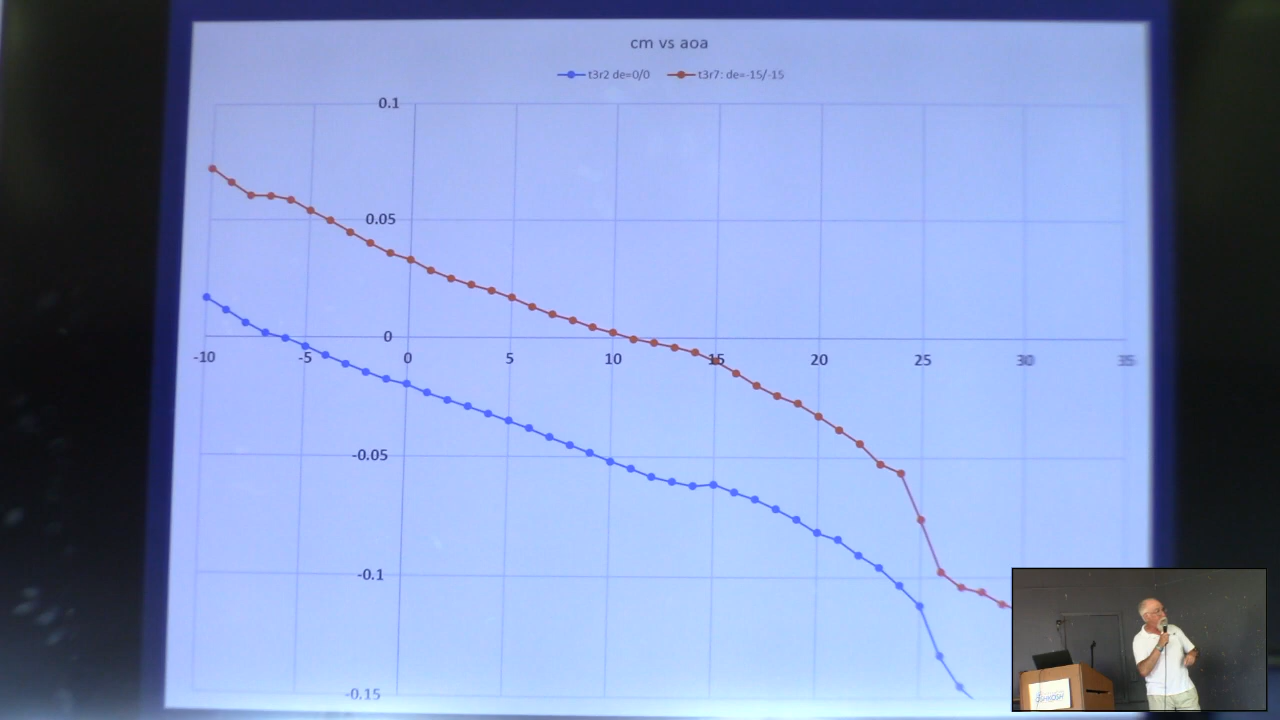 cm vs aoa
t3r2 de=0/0 t3r7: de=-15/-15
0.1
0.05
0
-10 -5 0 5 10 15 20 25 30 35
-0.05
-0.1
-0.15
OSHKOSH